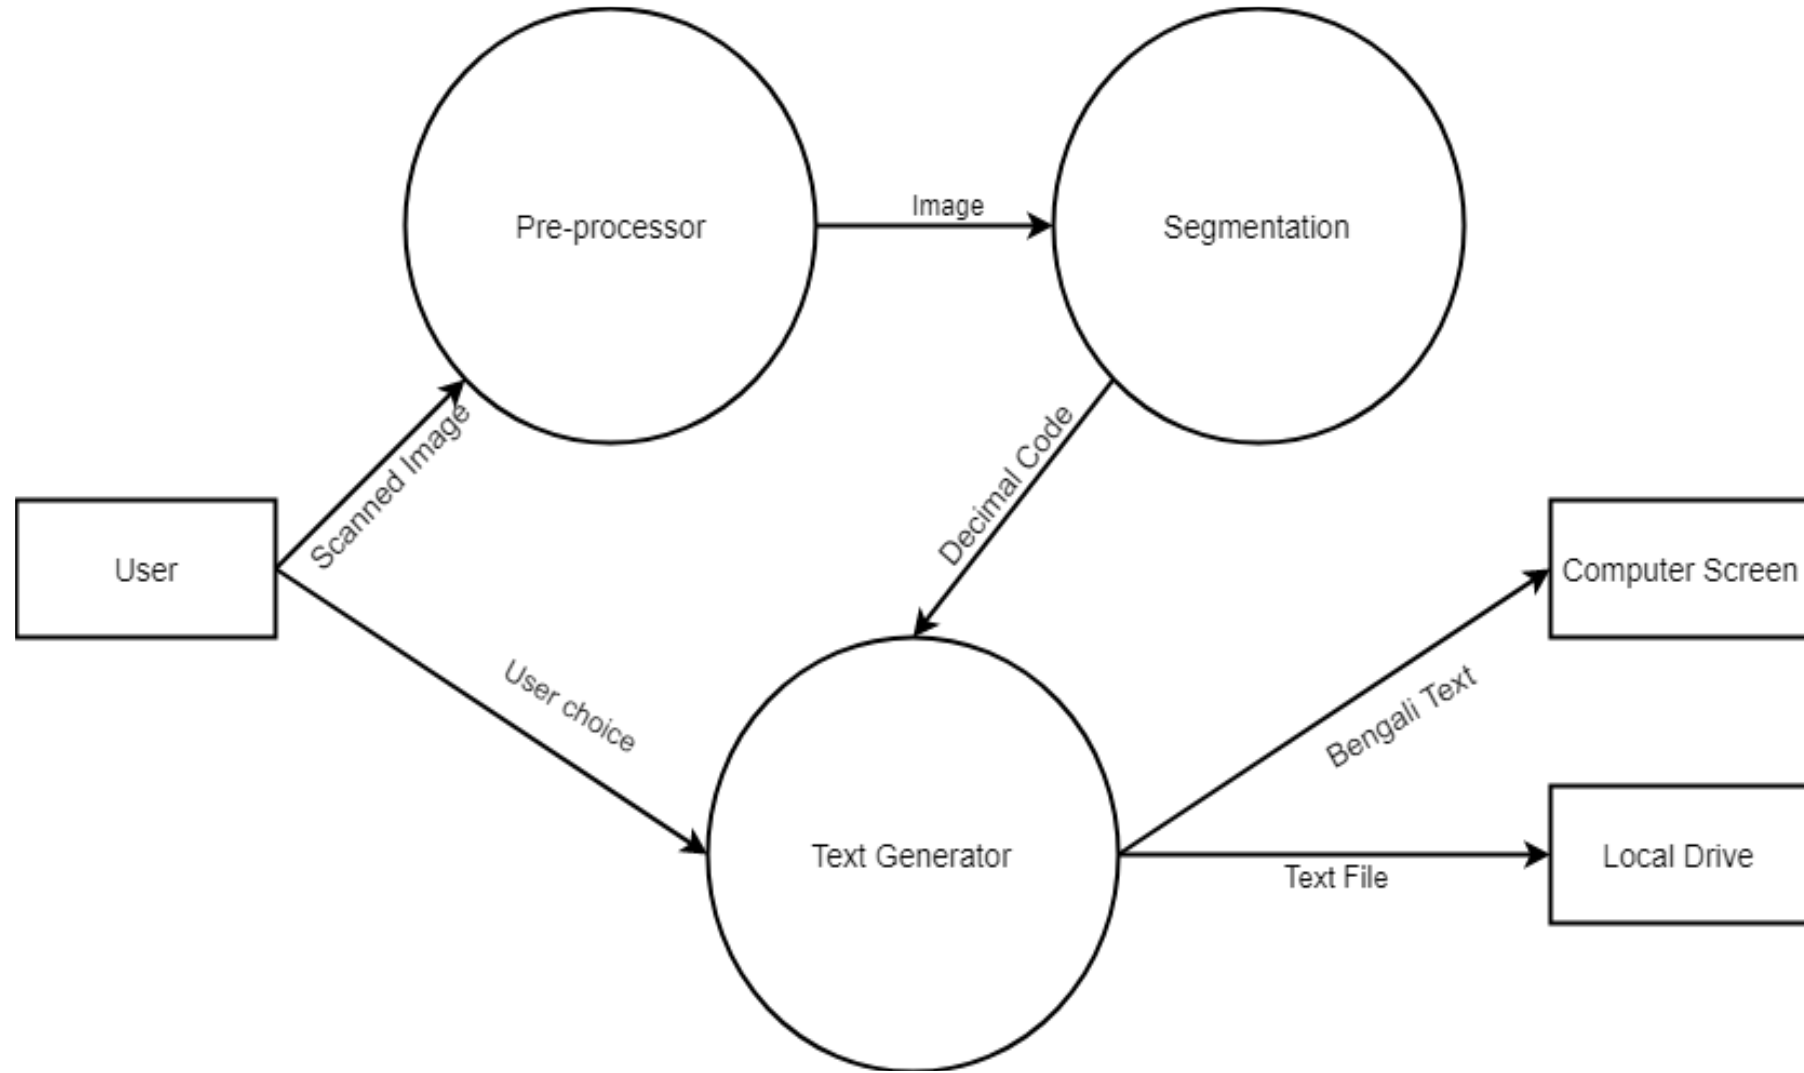 Pre-processor
Image
Segmentation
Scanned Image
Decimal Code
User
Computer Screen
User choice
Bengali Text
Text Generator
Text File
Local Drive